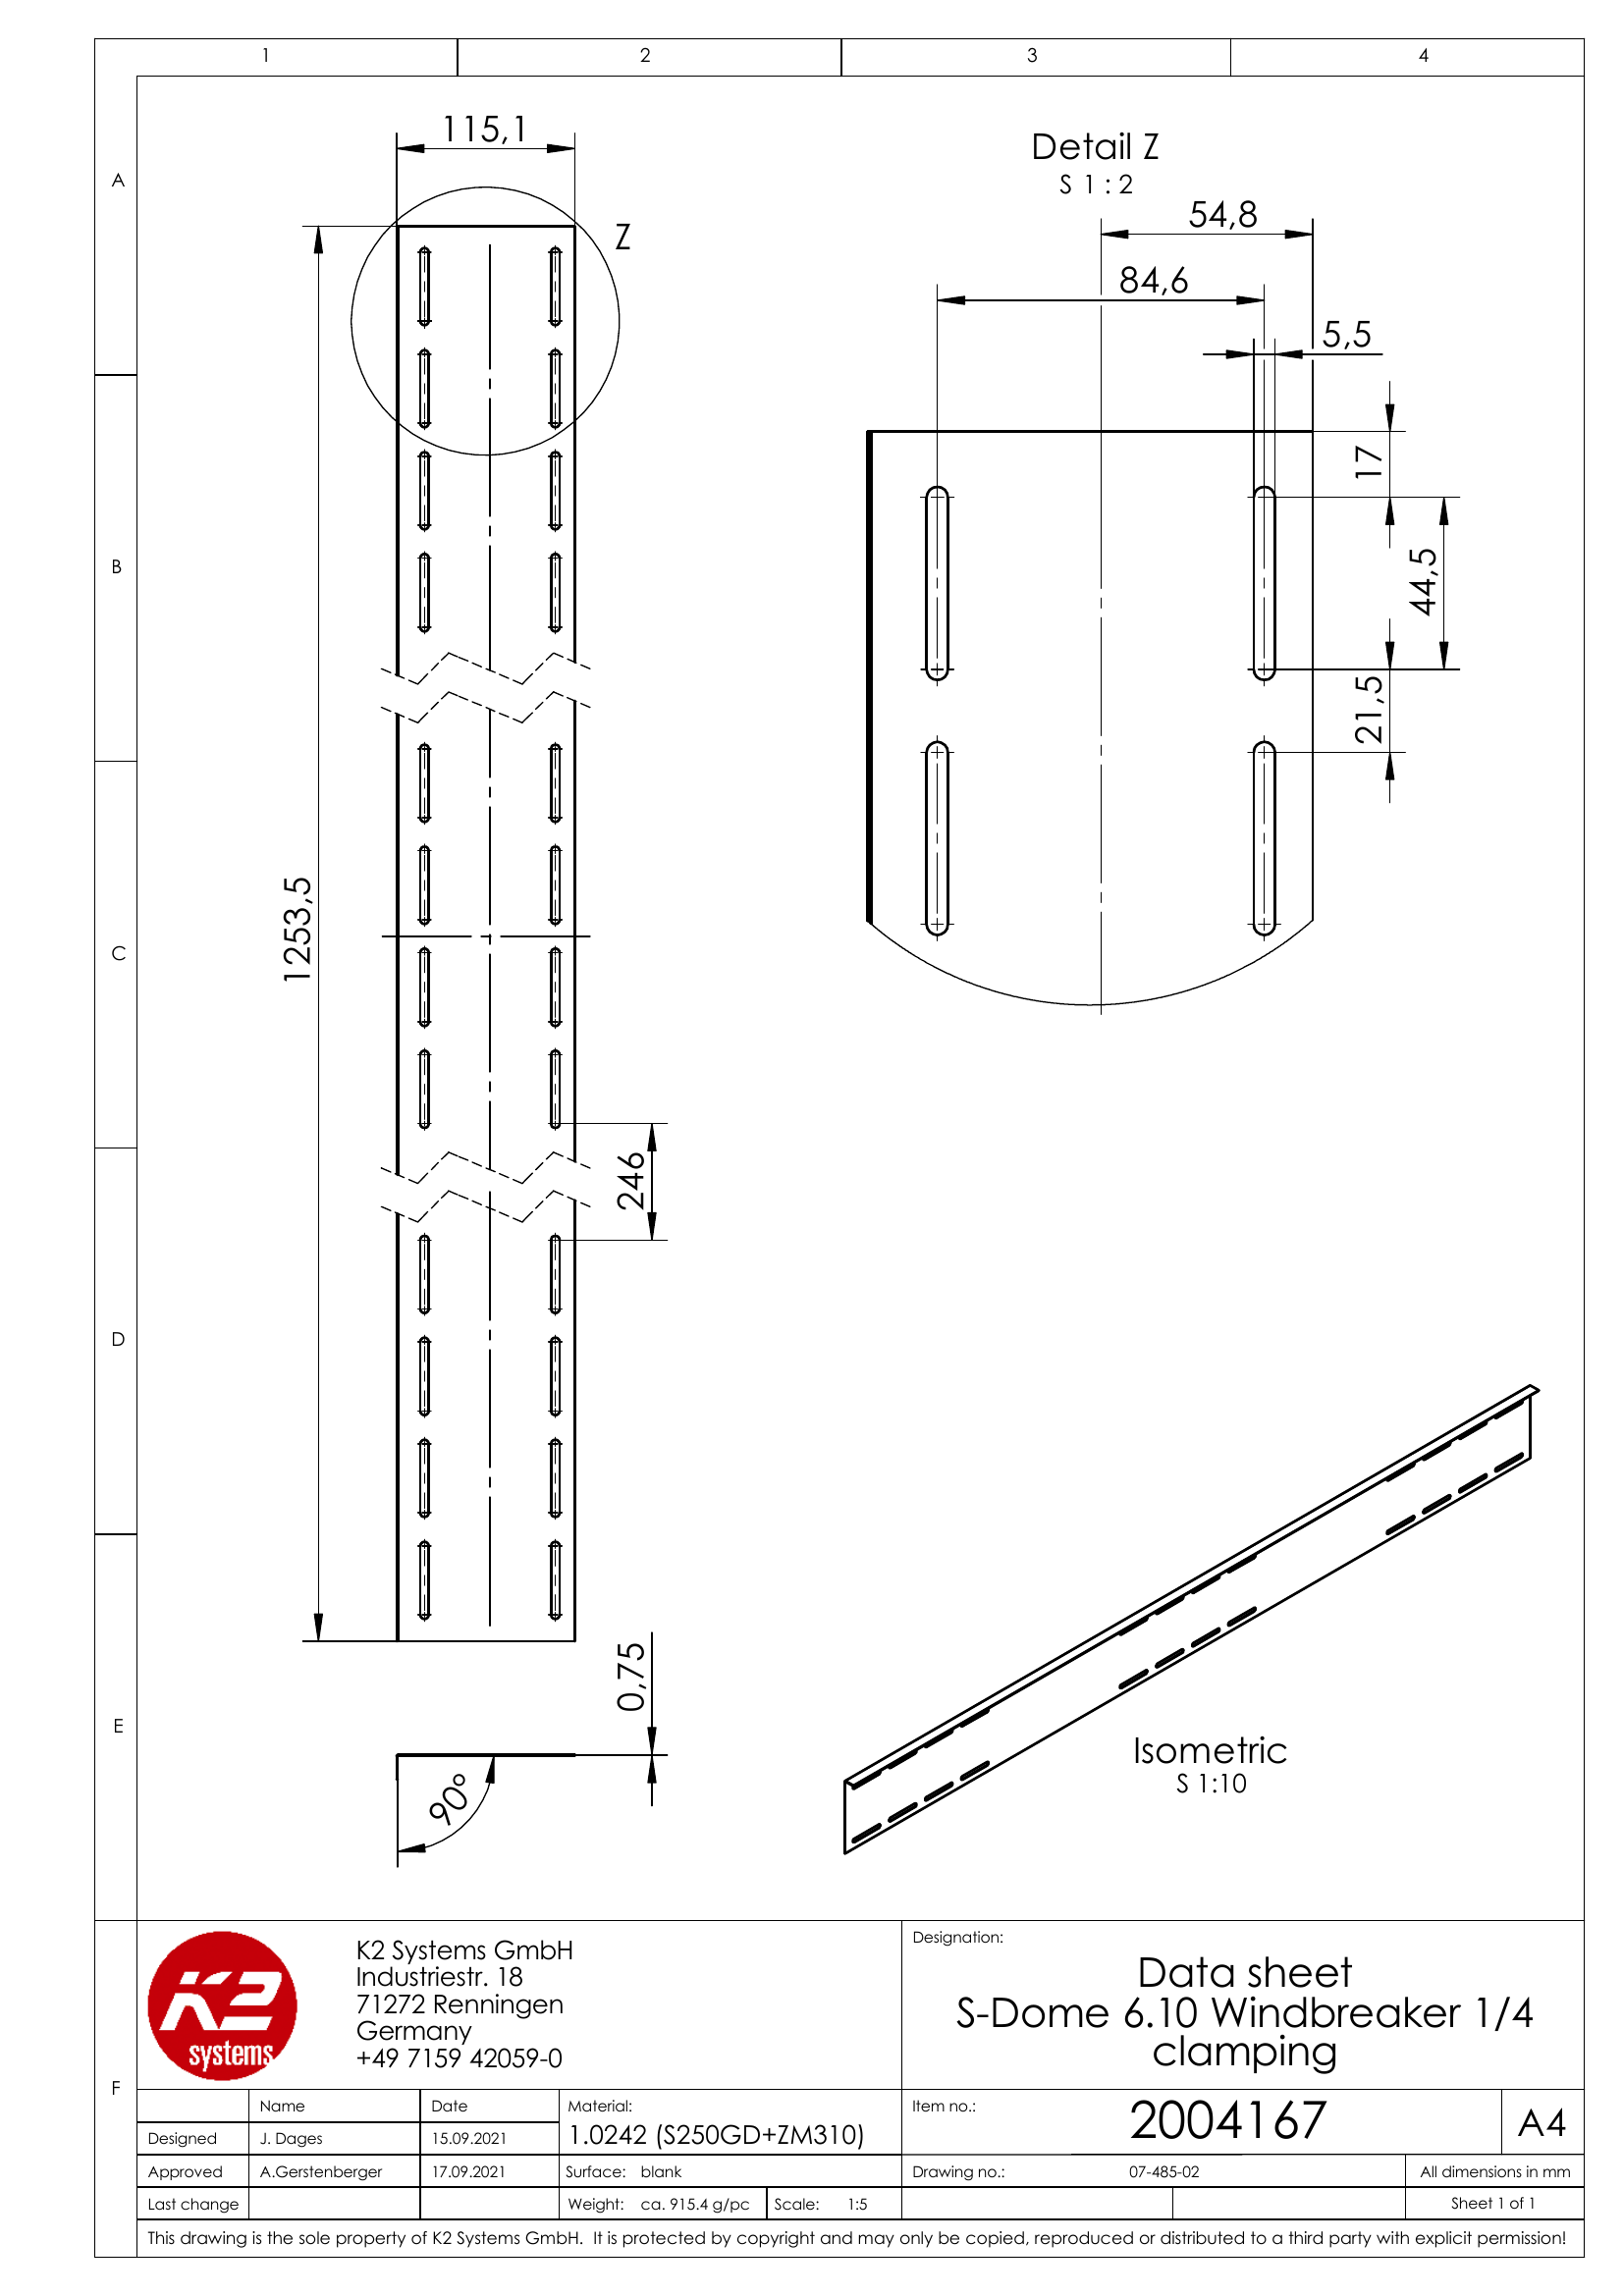 1
2
3
4
A
B
C
D
E
F
115,1
Z
1253,5
246
0,75
90°
Detail Z
S 1 : 2
54,8
84,6
5,5
17
44,5
21,5
Isometric
S 1:10
K2
systems
K2 Systems GmbH
Industriestr. 18
71272 Renningen
Germany
+49 7159 42059-0
Designation:
Data sheet
S-Dome 6.10 Windbreaker 1/4
clamping
Name Date Material:
1.0242 (S250GD+ZM310)
Designed J. Dages 15.09.2021
Approved A.Gerstenberger 17.09.2021 Surface: blank
Last change Weight: ca. 915.4 g/pc Scale: 1:5
Item no.: 2004167 A4
Drawing no.: 07-485-02 All dimensions in mm
Sheet 1 of 1
This drawing is the sole property of K2 Systems GmbH. It is protected by copyright and may only be copied, reproduced or distributed to a third party with explicit permission!